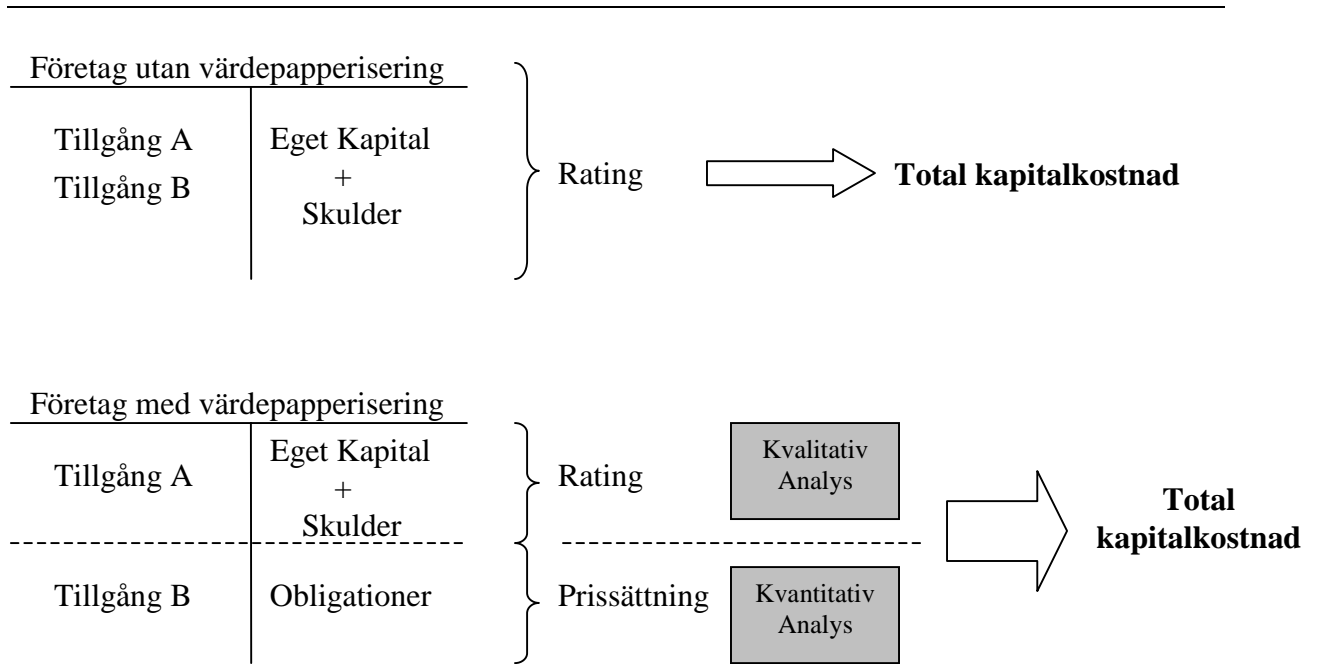 Företag utan värdepapperisering
Tillgång A
Tillgång B
Eget Kapital
+
Skulder
Rating
Total kapitalkostnad
Företag med värdepapperisering
Tillgång A
Eget Kapital
+
Skulder
Rating
Kvalitativ
Analys
Tillgång B
Obligationer
Prissättning
Kvantitativ
Analys
Total
kapitalkostnad